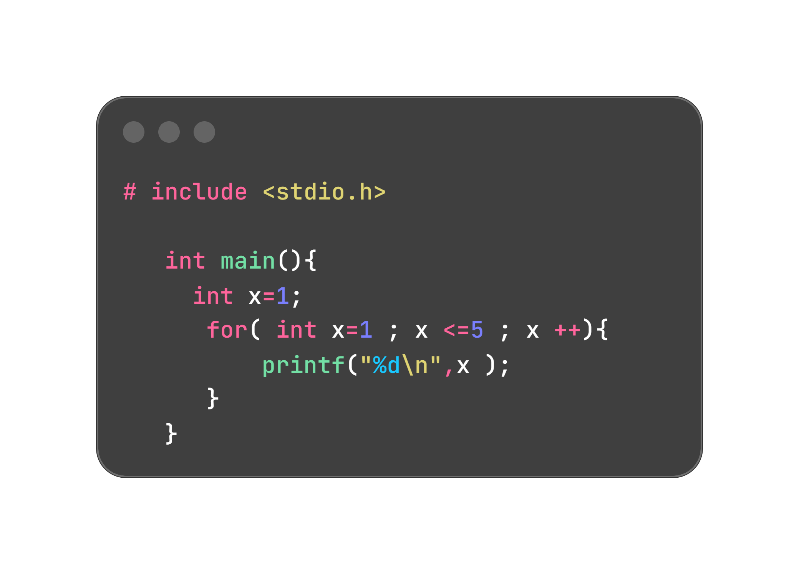 # include <stdio.h>
int main(){
int x=1;
for( int x=1 ; x <=5 ; x ++){
printf("%d\n",x );
}
}